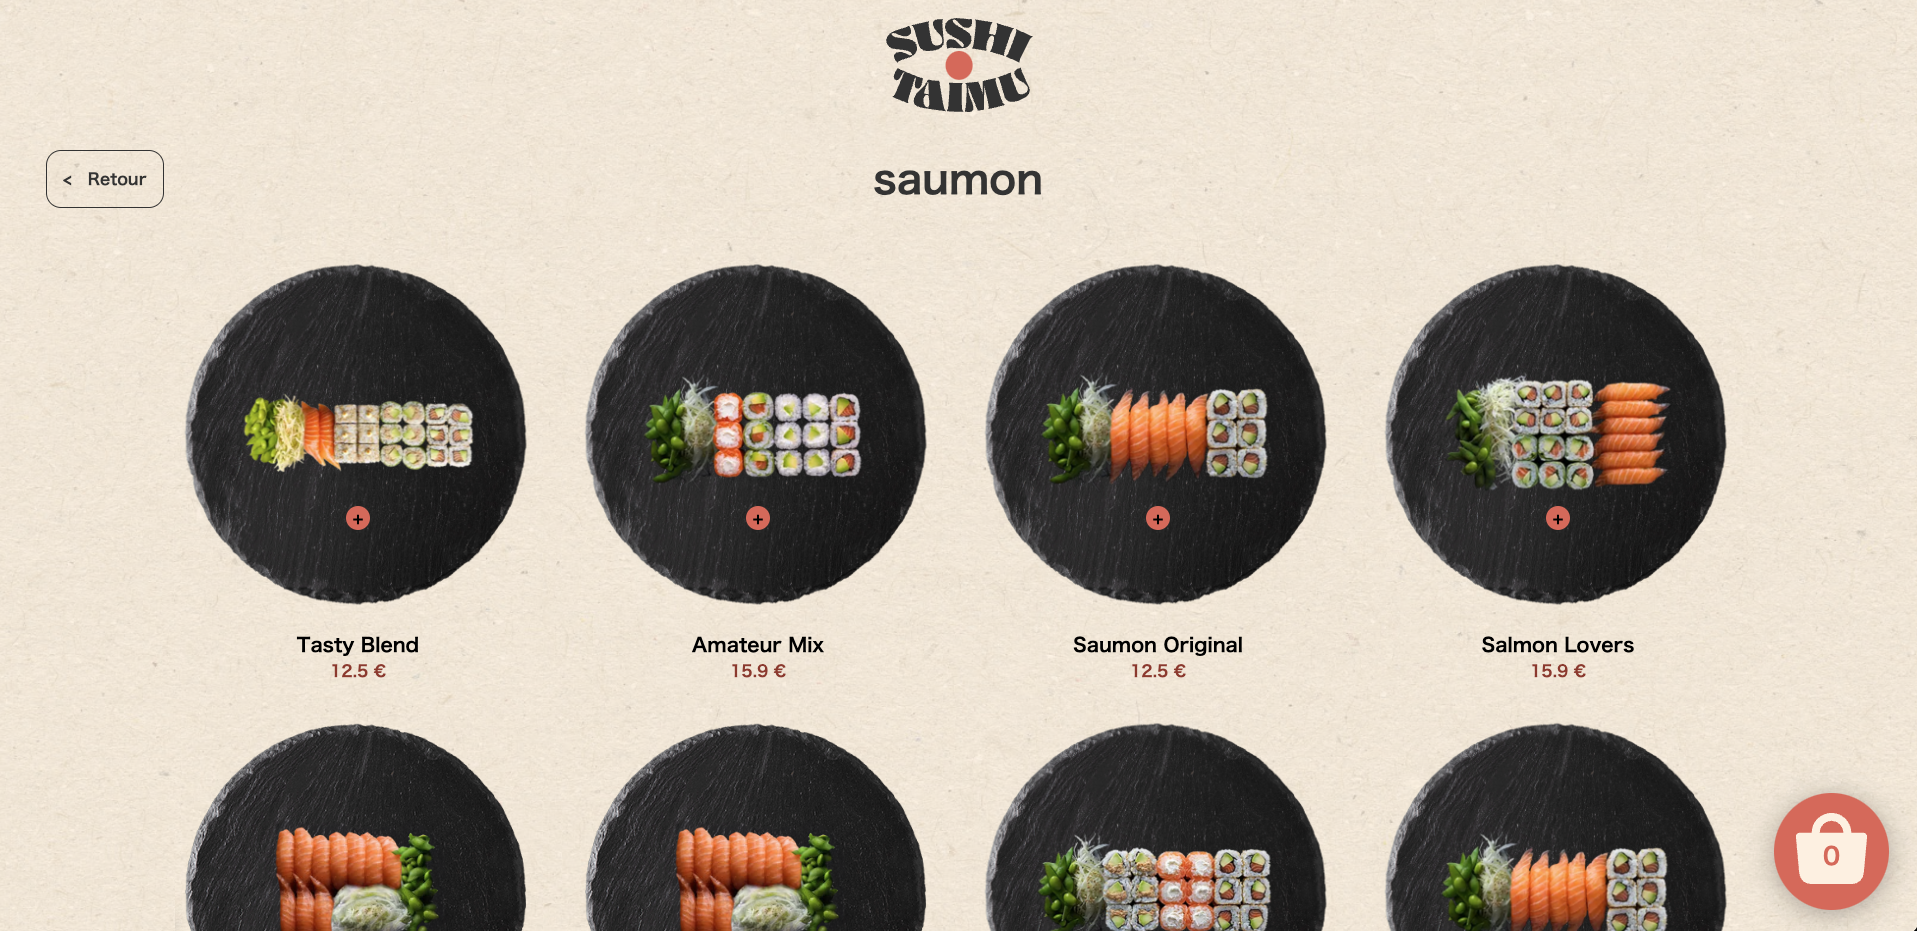 SUSHI
TAIMU
< Retour
saumon
+
+
+
+
Tasty Blend
Amateur Mix
Saumon Original
Salmon Lovers
12.5 €
15.9 €
12.5 €
15.9 €
0